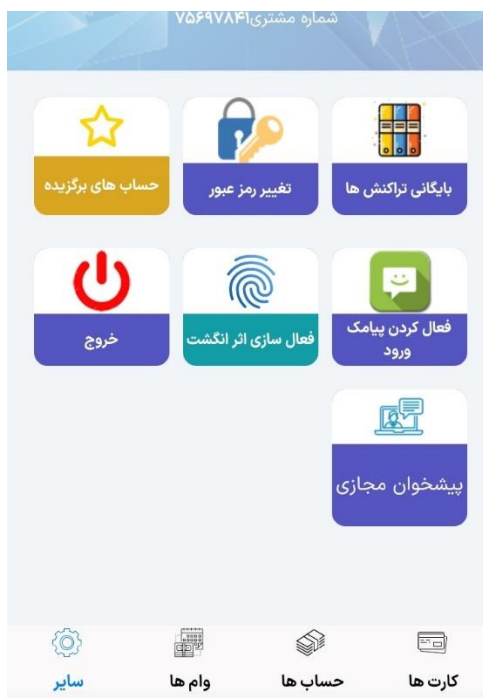 شماره مشتری۷۵۶۹۷۸۴۱
بایگانی تراکنش ها
تغییر رمز عبور
حساب های برگزیده
فعال کردن پیامک
ورود
فعال سازی اثر انگشت
خروج
پیشخوان مجازی
کارت ها
حساب ها
وام ها
سایر